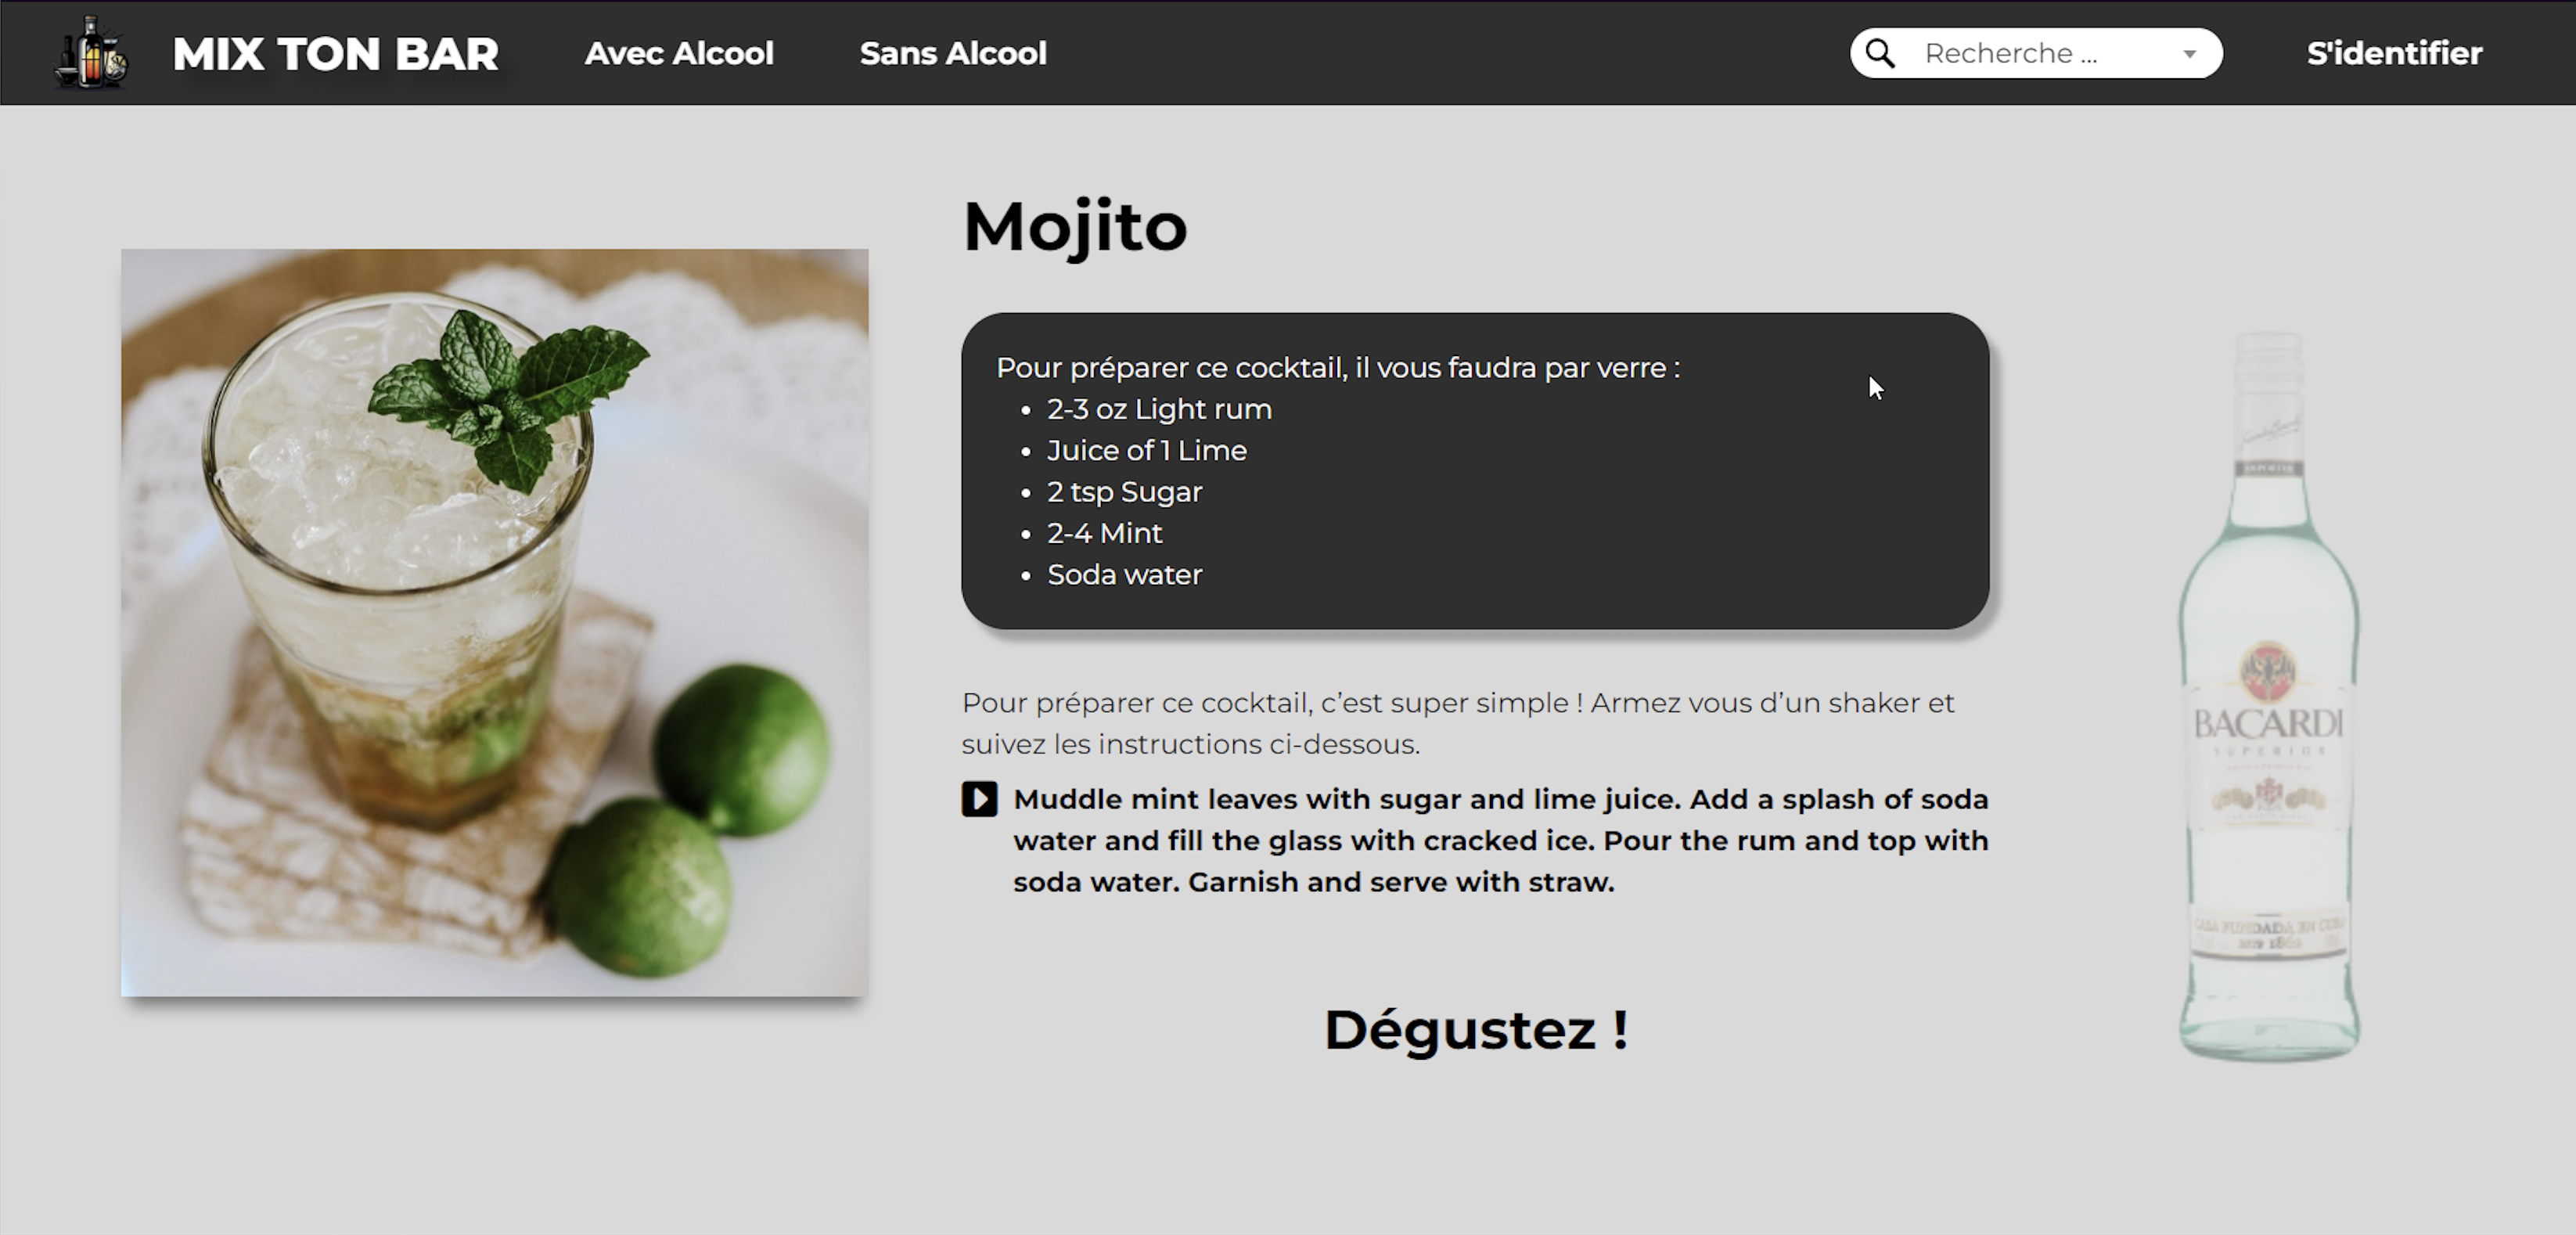 MIX TON BAR
Avec Alcool
Sans Alcool
Recherche ...
S'identifier
Mojito
Pour préparer ce cocktail, il vous faudra par verre :
• 2-3 oz Light rum
• Juice of 1 Lime
• 2 tsp Sugar
• 2-4 Mint
• Soda water
Pour préparer ce cocktail, c’est super simple ! Armez vous d’un shaker et
suivez les instructions ci-dessous.
Muddle mint leaves with sugar and lime juice. Add a splash of soda
water and fill the glass with cracked ice. Pour the rum and top with
soda water. Garnish and serve with straw.
Dégustez !
BACARDI
SUPERIOR
CASA FUNDADA EN CUBA